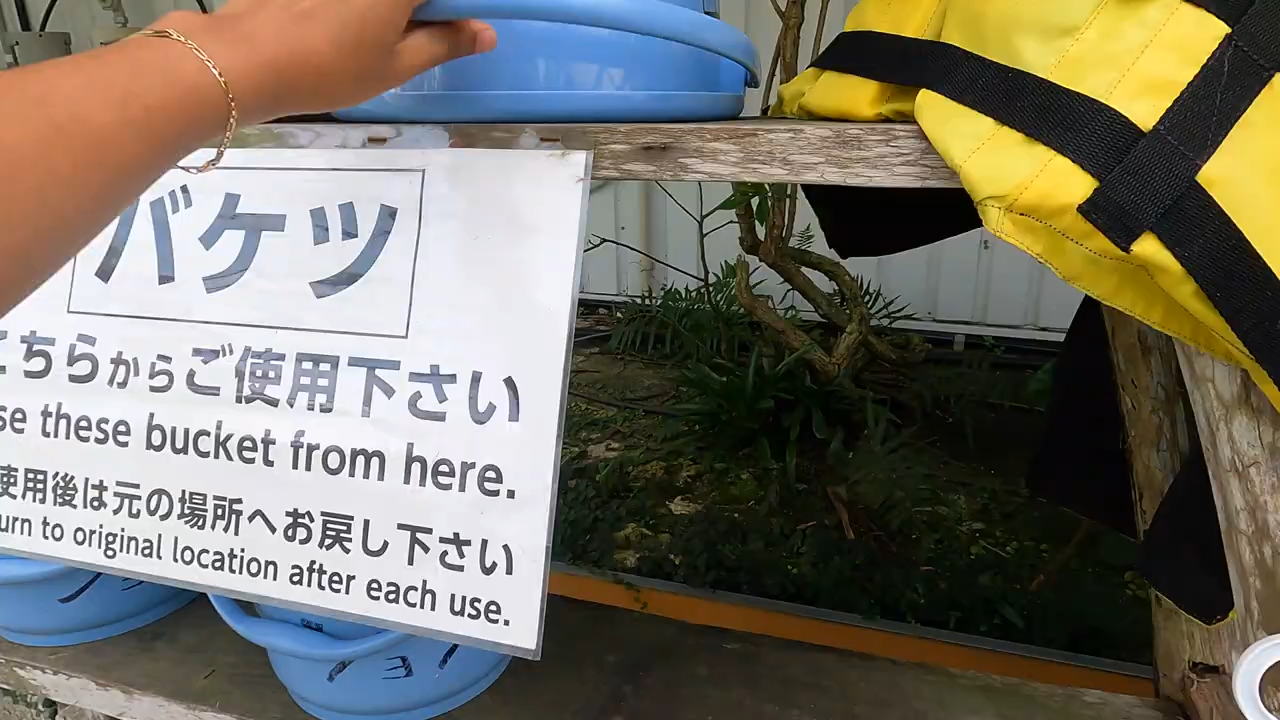 バケツ
こちらからご使用下さい
se these bucket from here.
使用後は元の場所へお戻し下さい
urn to original location after each use.